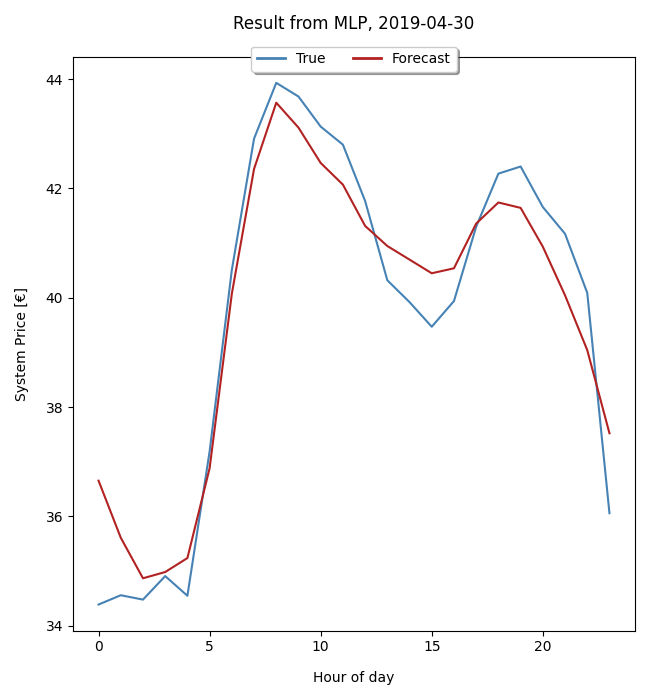 Result from MLP, 2019-04-30
True Forecast
System Price [€]
44
42
40
38
36
34
0 5 10 15 20
Hour of day